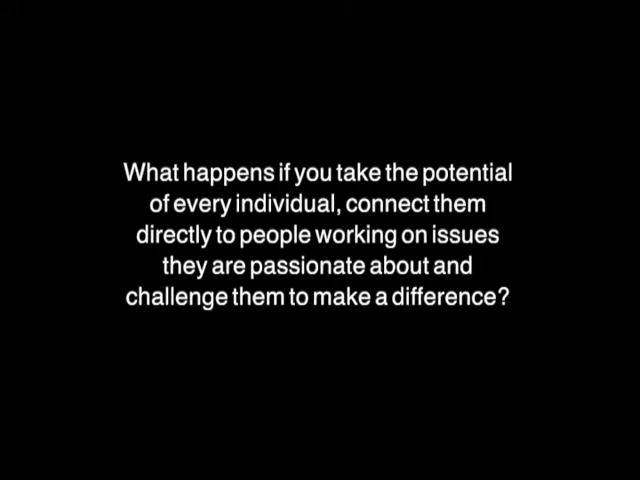 What happens if you take the potential
of every individual, connect them
directly to people working on issues
they are passionate about and
challenge them to make a difference?